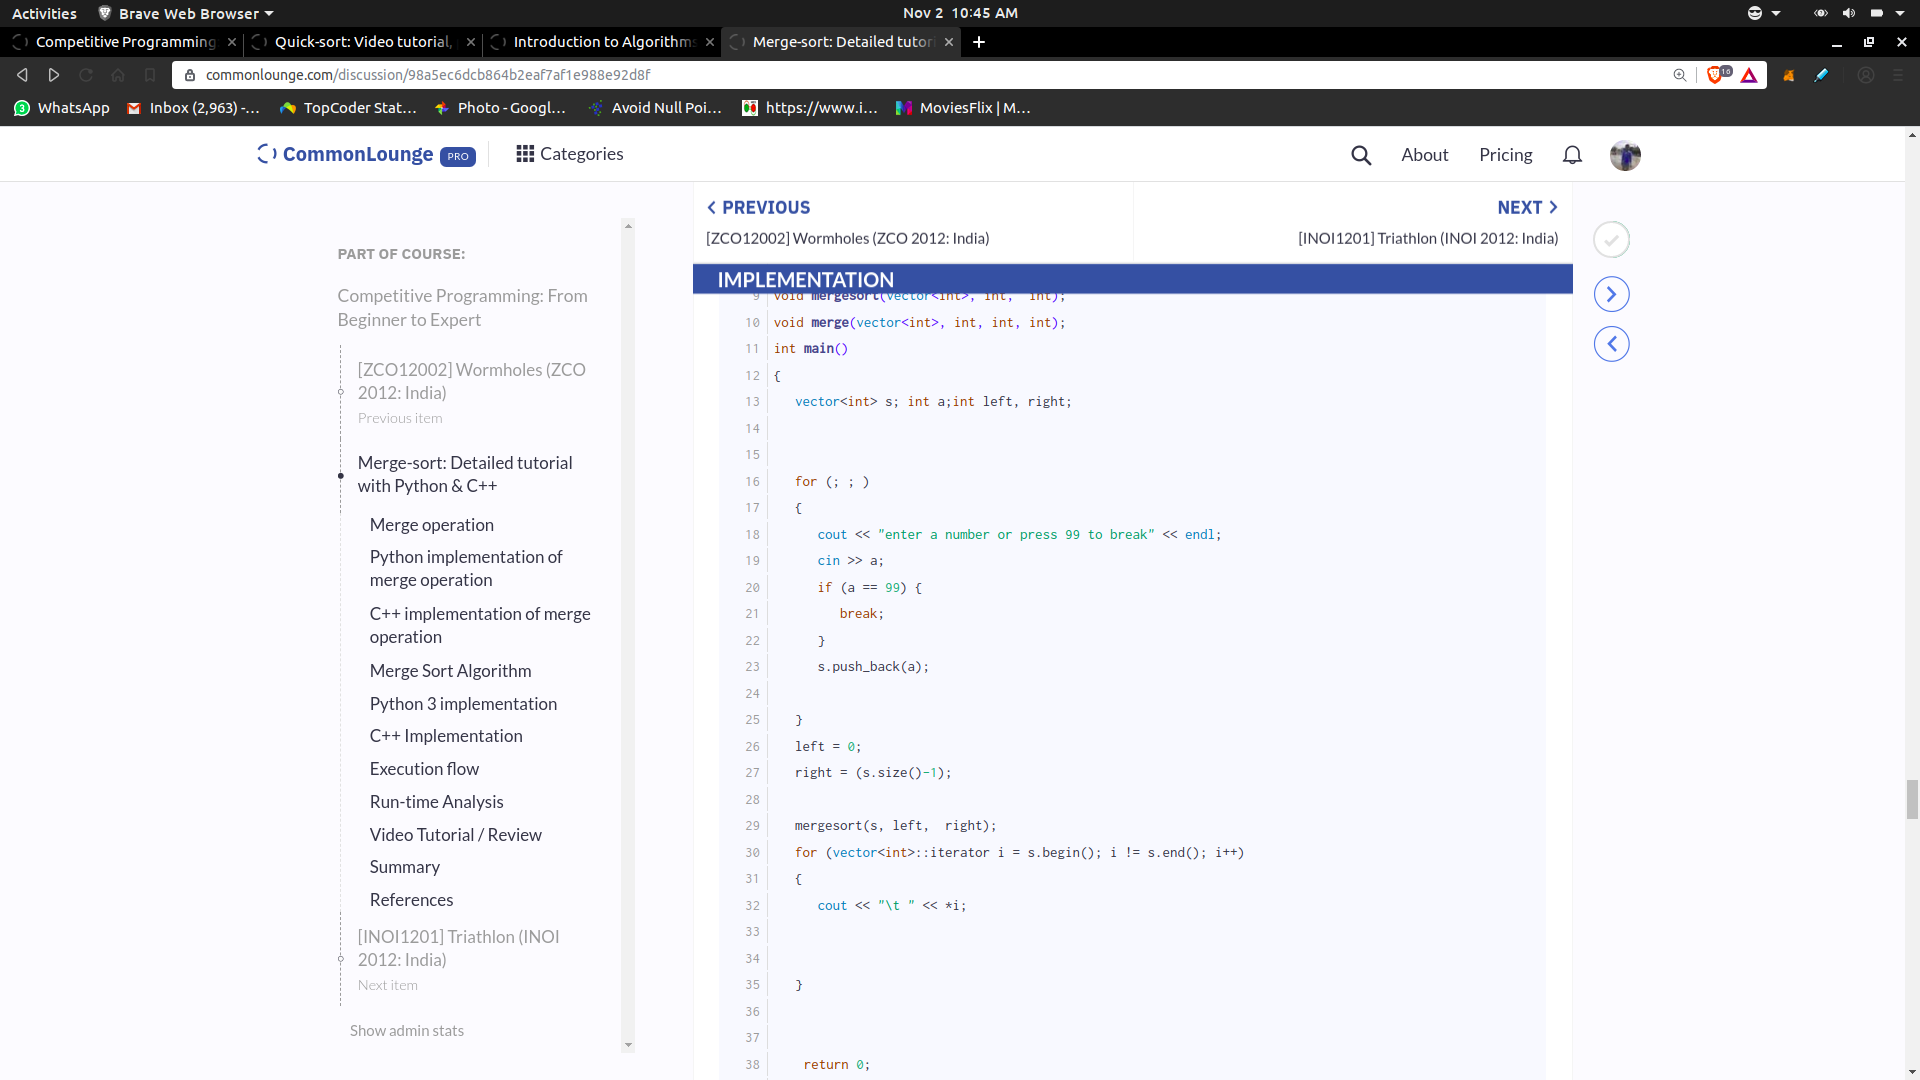 Activities
Brave Web Browser
Nov 2 10:45 AM
Competitive Programming:
Quick-sort: Video tutorial,
Introduction to Algorithms
Merge-sort: Detailed tutori
commonlounge.com/discussion/98a5ec6dcb864b2eaf7af1e988e92d8f
16
3
WhatsApp
Inbox (2,963) -...
TopCoder Stat...
Photo - Googl...
Avoid Null Poi...
https://www.i...
MoviesFlix | M...
CommonLounge PRO
Categories
About
Pricing
PART OF COURSE:
Competitive Programming: From
Beginner to Expert
[ZCO12002] Wormholes (ZCO
2012: India)
Previous item
Merge-sort: Detailed tutorial
with Python & C++
Merge operation
Python implementation of
merge operation
C++ implementation of merge
operation
Merge Sort Algorithm
Python 3 implementation
C++ Implementation
Execution flow
Run-time Analysis
Video Tutorial / Review
Summary
References
[INOI1201] Triathlon (INOI
2012: India)
Next item
Show admin stats
PREVIOUS
[ZCO12002] Wormholes (ZCO 2012: India)
NEXT
[INOI1201] Triathlon (INOI 2012: India)
IMPLEMENTATION
9 void mergesort(vector<int>, int,  int);
10 void merge(vector<int>, int, int, int);
11 int main()
12 {
13 vector<int> s; int a;int left, right;
14
15
16 for (; ; )
17 {
18 cout << "enter a number or press 99 to break" << endl;
19 cin >> a;
20 if (a == 99) {
21 break;
22 }
23 s.push_back(a);
24
25 }
26 left = 0;
27 right = (s.size()-1);
28
29 mergesort(s, left,  right);
30 for (vector<int>::iterator i = s.begin(); i != s.end(); i++)
31 {
32 cout << "\t " << *i;
33
34
35 }
36
37
38 return 0;